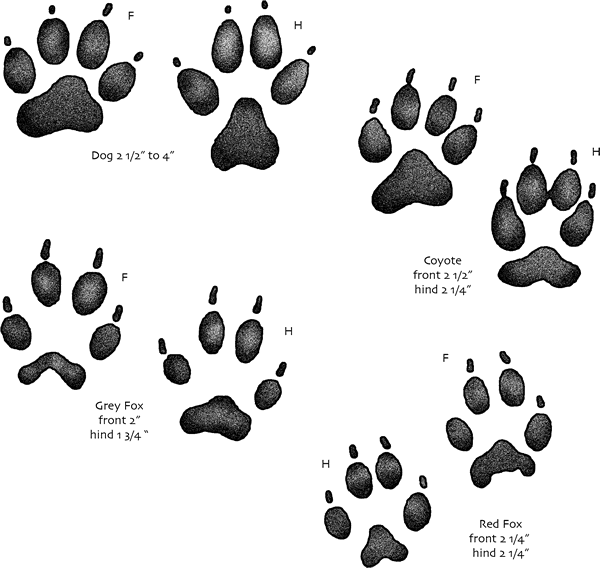 F
H
Dog 2 1/2" to 4"
F
H
Coyote
front 2 1/2"
hind 2 1/4"
F
H
Grey Fox
front 2"
hind 1 3/4 "
F
H
Red Fox
front 2 1/4"
hind 2 1/4"